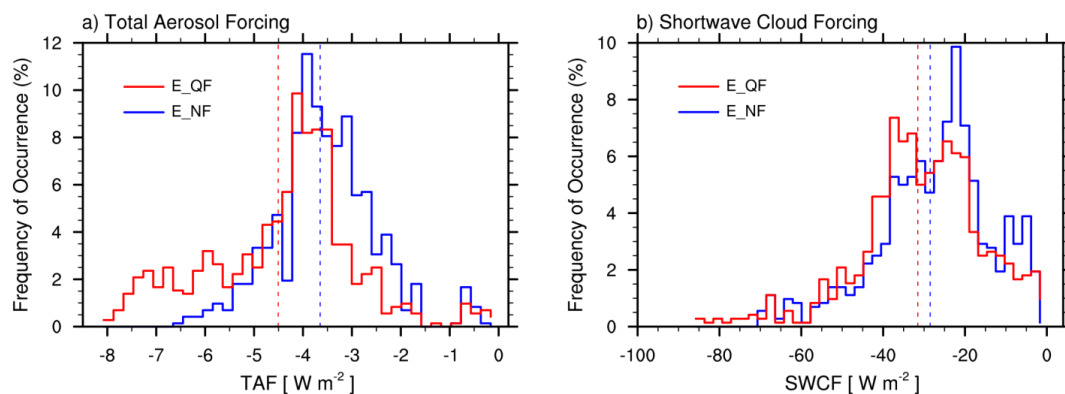 a) Total Aerosol Forcing
12
10
8
6
4
2
0
Frequency of Occurrence (%)
E_QF
E_NF
-8 -7 -6 -5 -4 -3 -2 -1 0
TAF [ W m-2 ]
b) Shortwave Cloud Forcing
10
8
6
4
2
0
Frequency of Occurrence (%)
E_QF
E_NF
-100 -80 -60 -40 -20 0
SWCF [ W m-2 ]